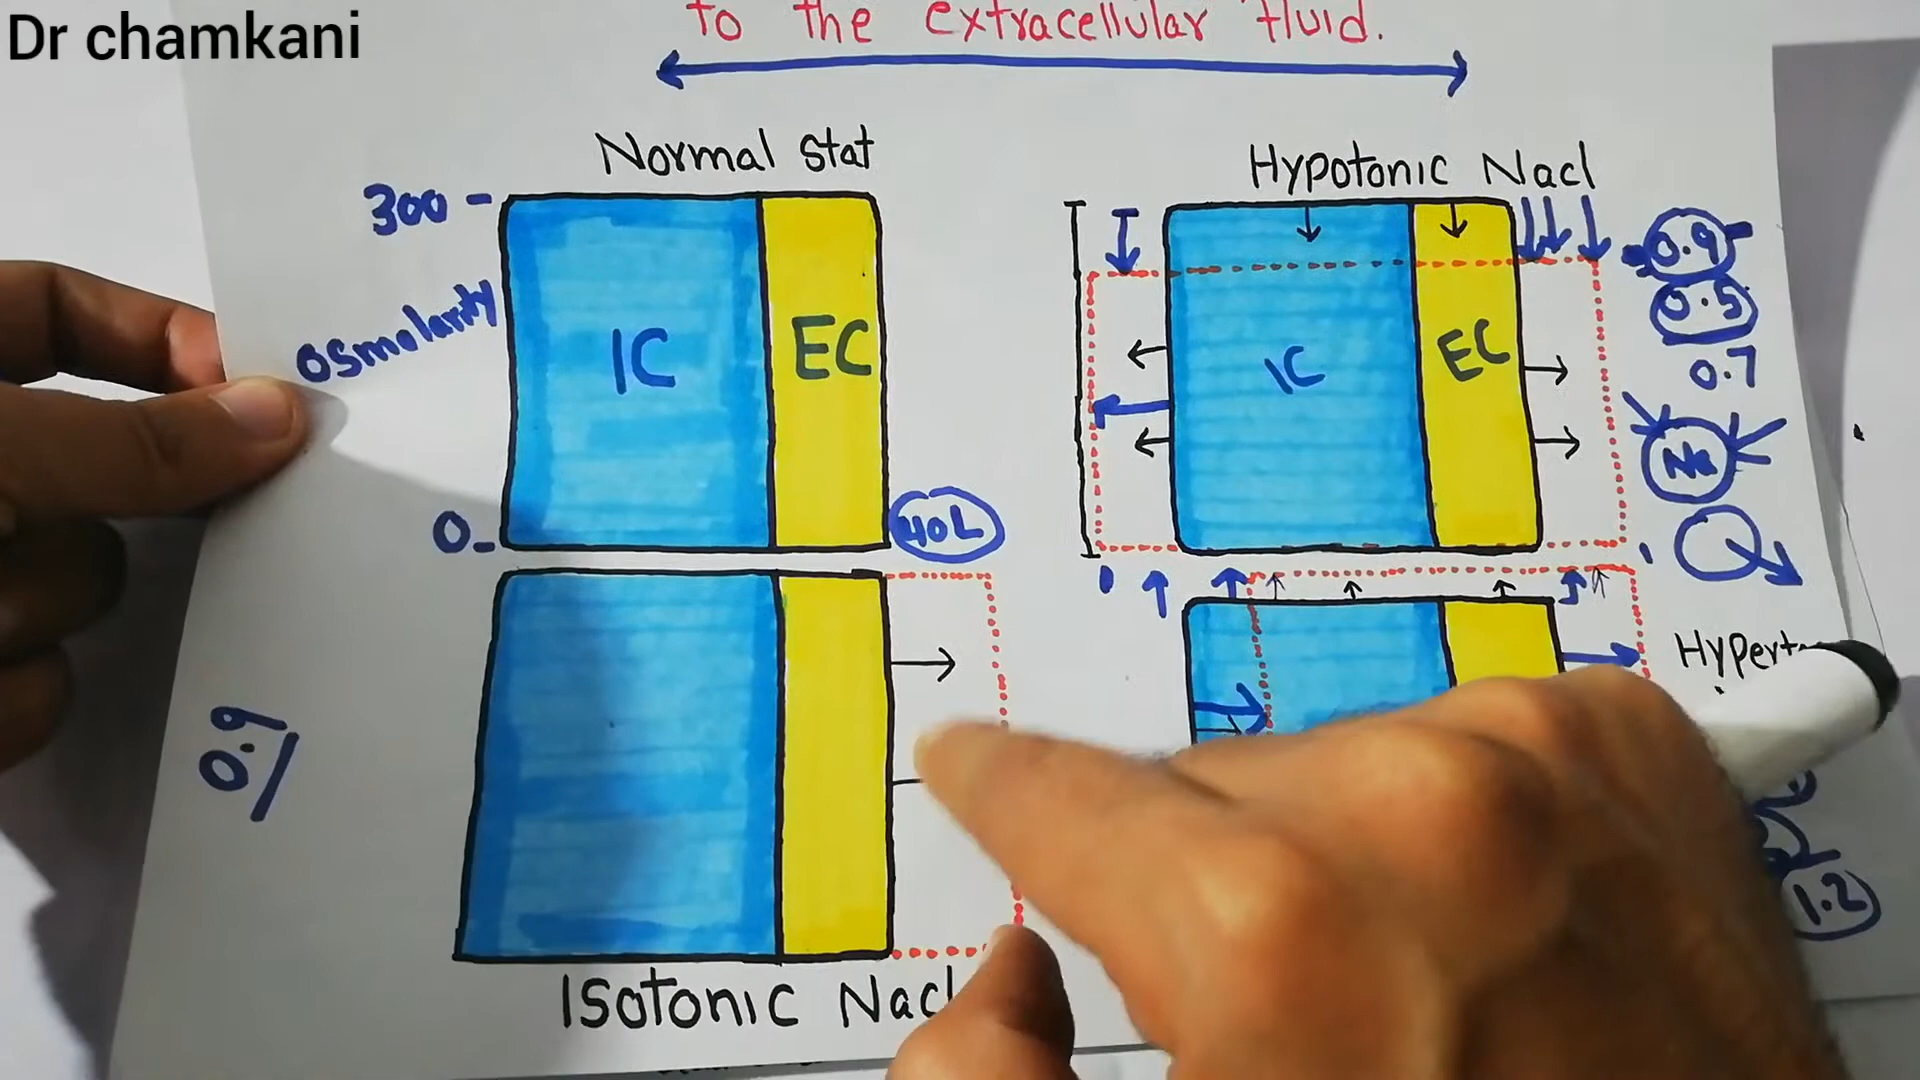 Dr chamkani
to the extracellular fluid.
Normal Stat
Hypotonic Nacl
300 -
0.9
0.5
0.7
osmolarity
IC
EC
IC
EC
Na
0-
40L
0.9
1.2
Isotonic Nacl